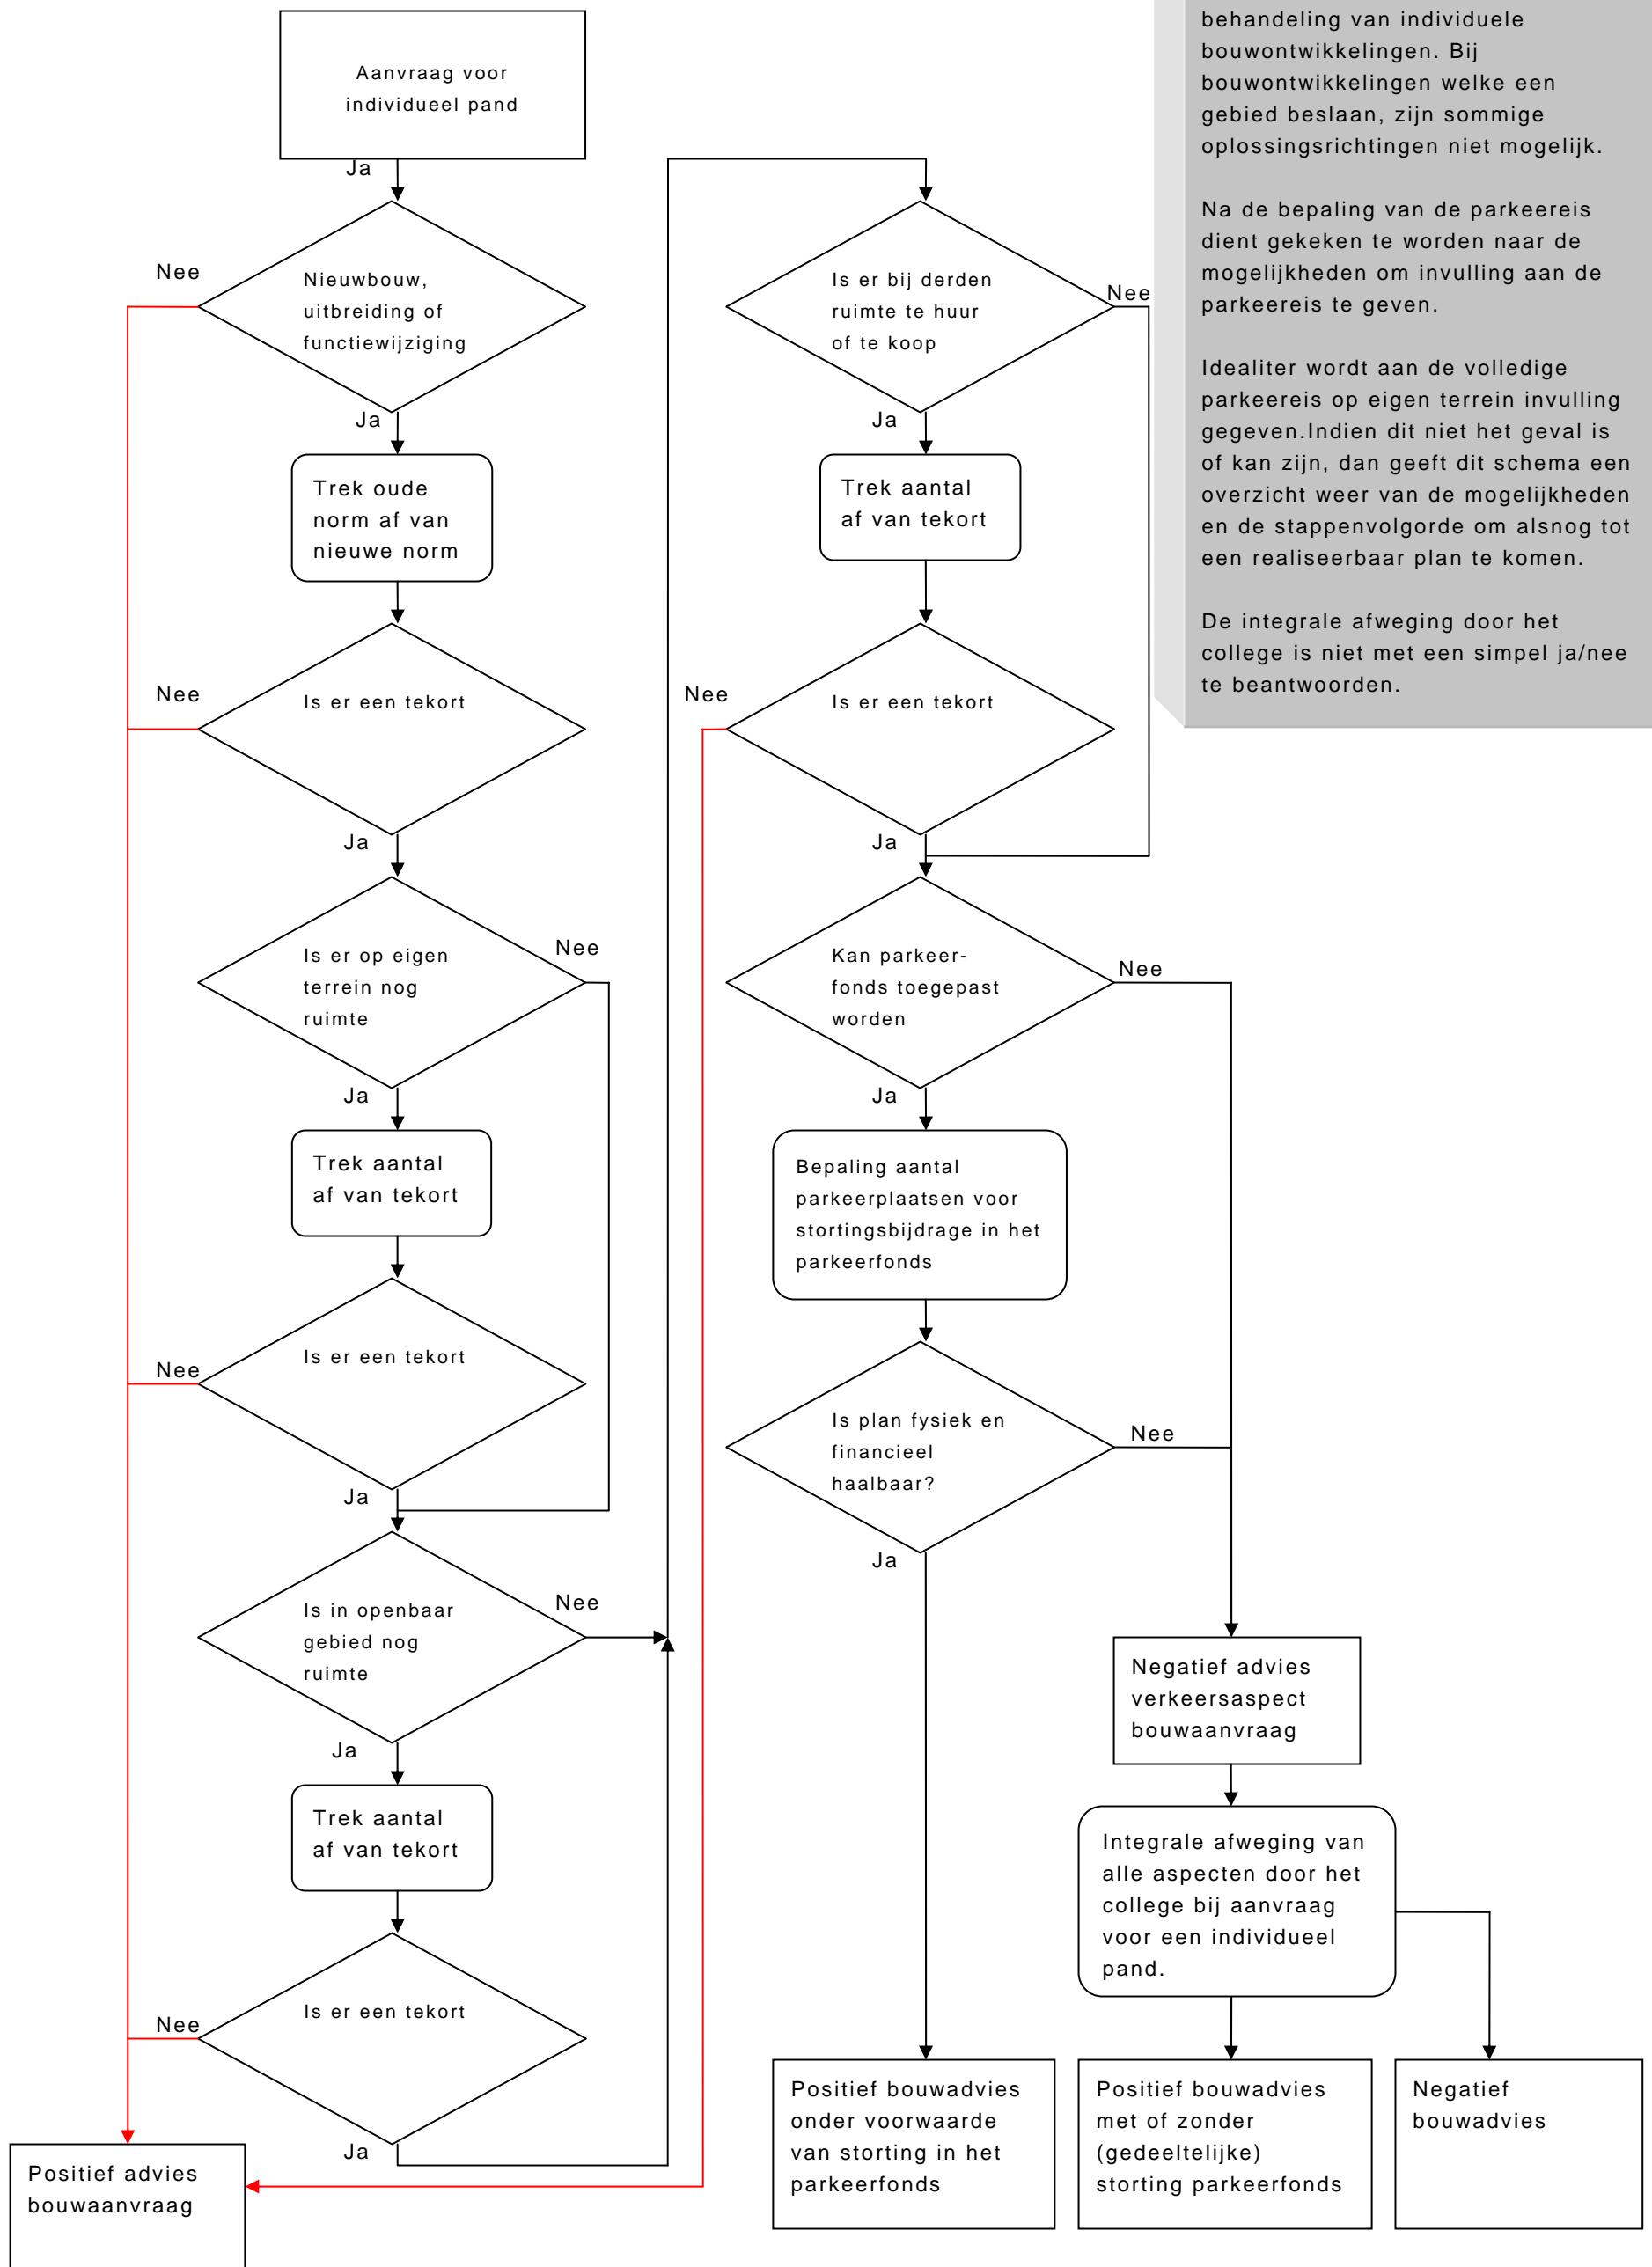 Aanvraag voor
individueel pand
Ja
Nee
Nieuwbouw,
uitbreiding of
functiewijziging
Ja
Trek oude
norm af van
nieuwe norm
Nee
Is er een tekort
Ja
Is er op eigen
terrein nog
ruimte
Nee
Ja
Trek aantal
af van tekort
Nee
Is er een tekort
Ja
Is in openbaar
gebied nog
ruimte
Nee
Ja
Trek aantal
af van tekort
Nee
Is er een tekort
Ja
Positief advies
bouwaanvraag
Is er bij derden
ruimte te huur
of te koop
Nee
Ja
Trek aantal
af van tekort
Nee
Is er een tekort
Ja
Kan parkeer-
fonds toegepast
worden
Nee
Ja
Bepaling aantal
parkeerplaatsen voor
stortingsbijdrage in het
parkeerfonds
Is plan fysiek en
financieel
haalbaar?
Nee
Ja
Negatief advies
verkeersaspect
bouwaanvraag
Integrale afweging van
alle aspecten door het
college bij aanvraag
voor een individueel
pand.
Positief bouwadvies
onder voorwaarde
van storting in het
parkeerfonds
Positief bouwadvies
met of zonder
(gedeeltelijke)
storting parkeerfonds
Negatief
bouwadvies
behandeling van individuele
bouwontwikkelingen. Bij
bouwontwikkelingen welke een
gebied beslaan, zijn sommige
oplossingsrichtingen niet mogelijk.
Na de bepaling van de parkeereis
dient gekeken te worden naar de
mogelijkheden om invulling aan de
parkeereis te geven.
Idealiter wordt aan de volledige
parkeereis op eigen terrein invulling
gegeven.Indien dit niet het geval is
of kan zijn, dan geeft dit schema een
overzicht weer van de mogelijkheden
en de stappenvolgorde om alsnog tot
een realiseerbaar plan te komen.
De integrale afweging door het
college is niet met een simpel ja/nee
te beantwoorden.